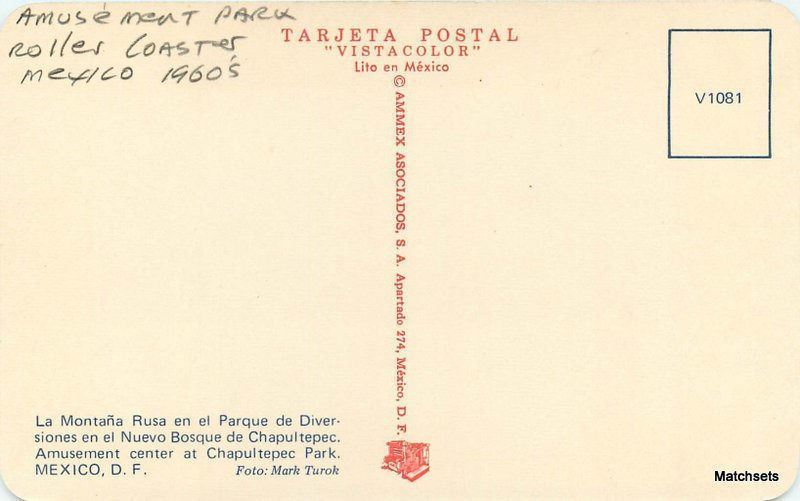 AMUSéMENT PARK
ROLLER COASTER
MEXICO 1960's
TARJETA POSTAL
"VISTACOLOR"
Lito en México
V1081
© AMMEX ASOCIADOS, S. A. Apartado 274, México, D. F.
La Montaña Rusa en el Parque de Diver-
siones en el Nuevo Bosque de Chapultepec.
Amusement center at Chapultepec Park.
MEXICO, D. F. Foto: Mark Turok
Matchsets